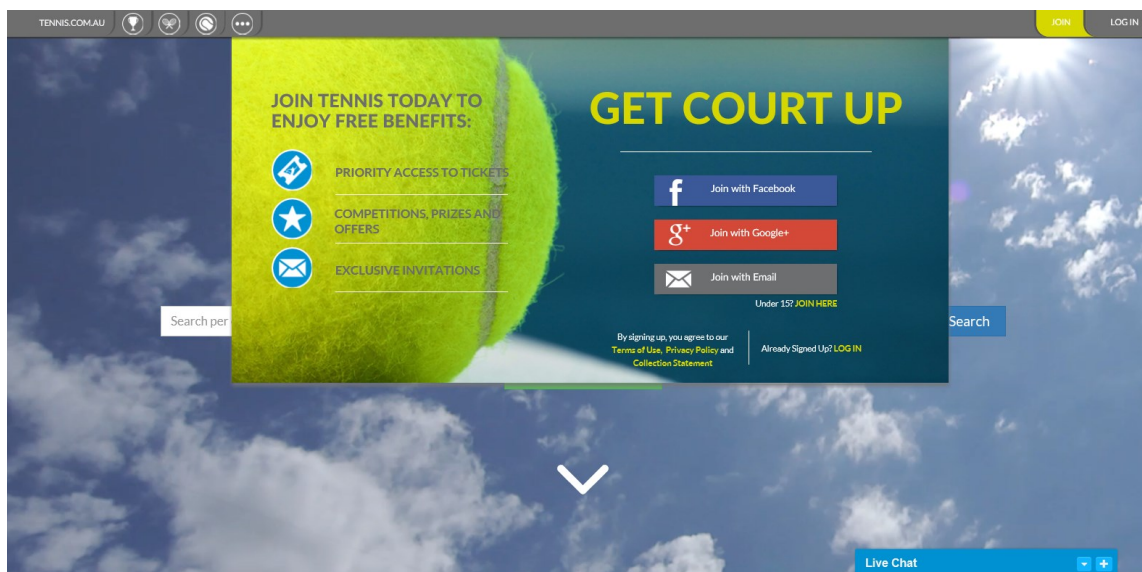 TENNIS.COM.AU
JOIN
LOG IN
JOIN TENNIS TODAY TO
ENJOY FREE BENEFITS:
PRIORITY ACCESS TO TICKETS
COMPETITIONS, PRIZES AND
OFFERS
EXCLUSIVE INVITATIONS
GET COURT UP
f Join with Facebook
g+ Join with Google+
Join with Email
Under 15? JOIN HERE
By signing up, you agree to our
Terms of Use, Privacy Policy and
Collection Statement
Already Signed Up? LOG IN
Search per
Search
Live Chat